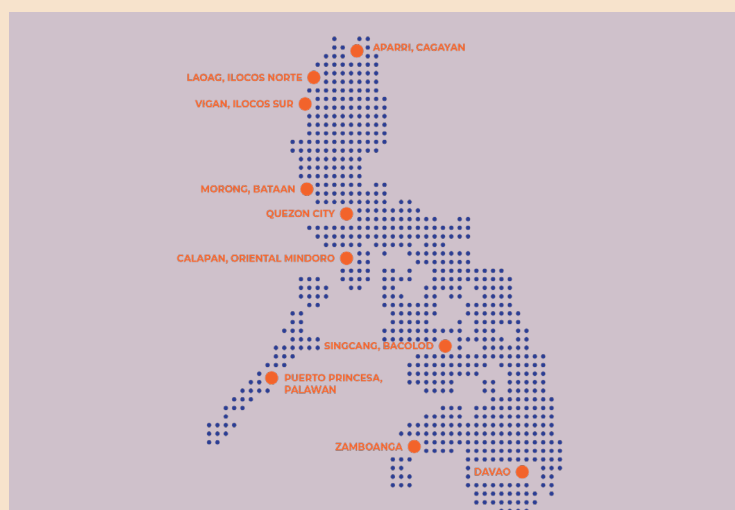 APARRI, CAGAYAN
LAOAG, ILOCOS NORTE
VIGAN, ILOCOS SUR
MORONG, BATAAN
QUEZON CITY
CALAPAN, ORIENTAL MINDORO
SINGCANG, BACOLOD
PUERTO PRINCESA,
PALAWAN
ZAMBOANGA
DAVAO